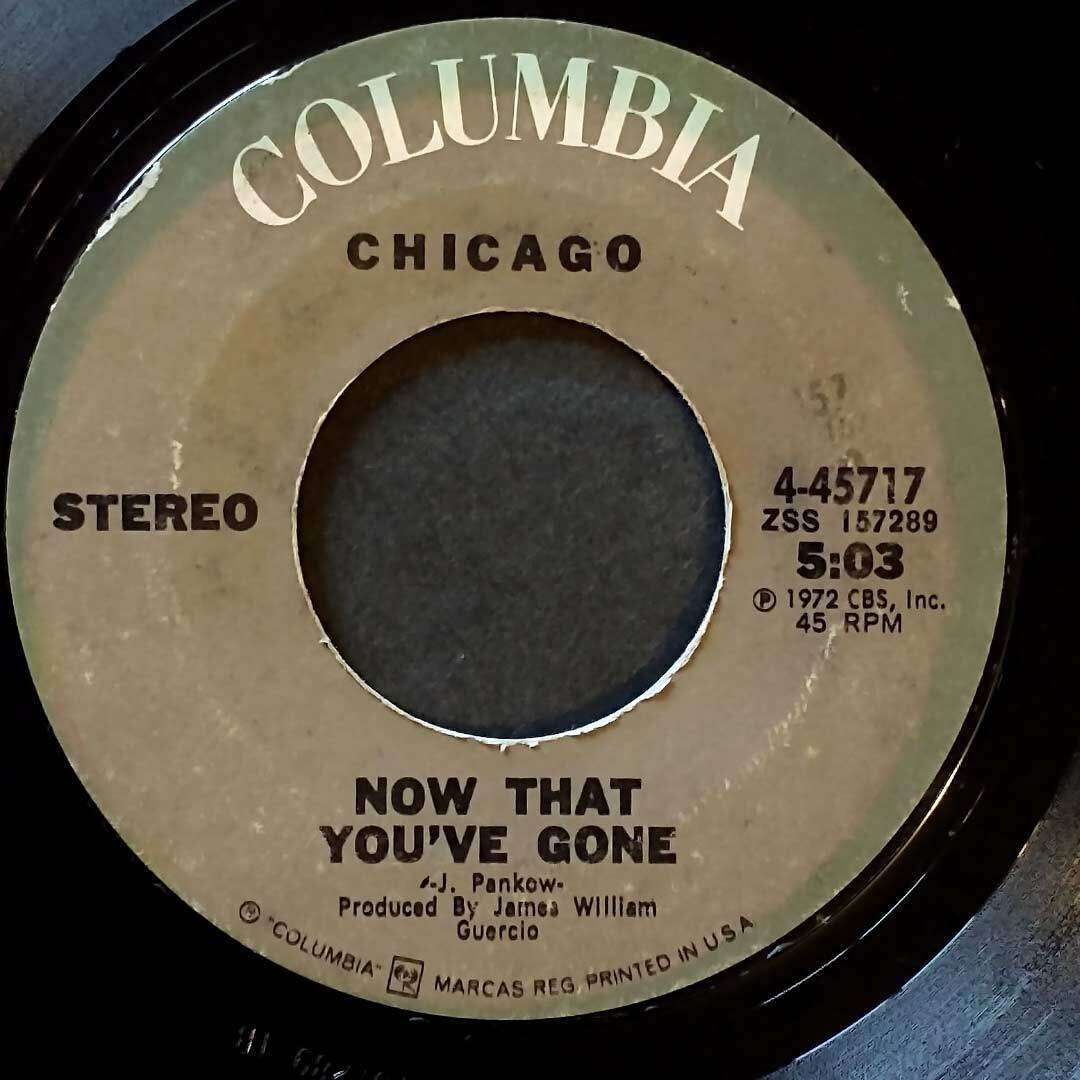 COLUMBIA
CHICAGO
STEREO
4-45717
ZSS 157289
5:03
Ⓟ 1972 CBS, Inc.
45 RPM
NOW THAT
YOU'VE GONE
-J. Pankow-
Produced By James William
Guercio
® "COLUMBIA" MARCAS REG. PRINTED IN U S A